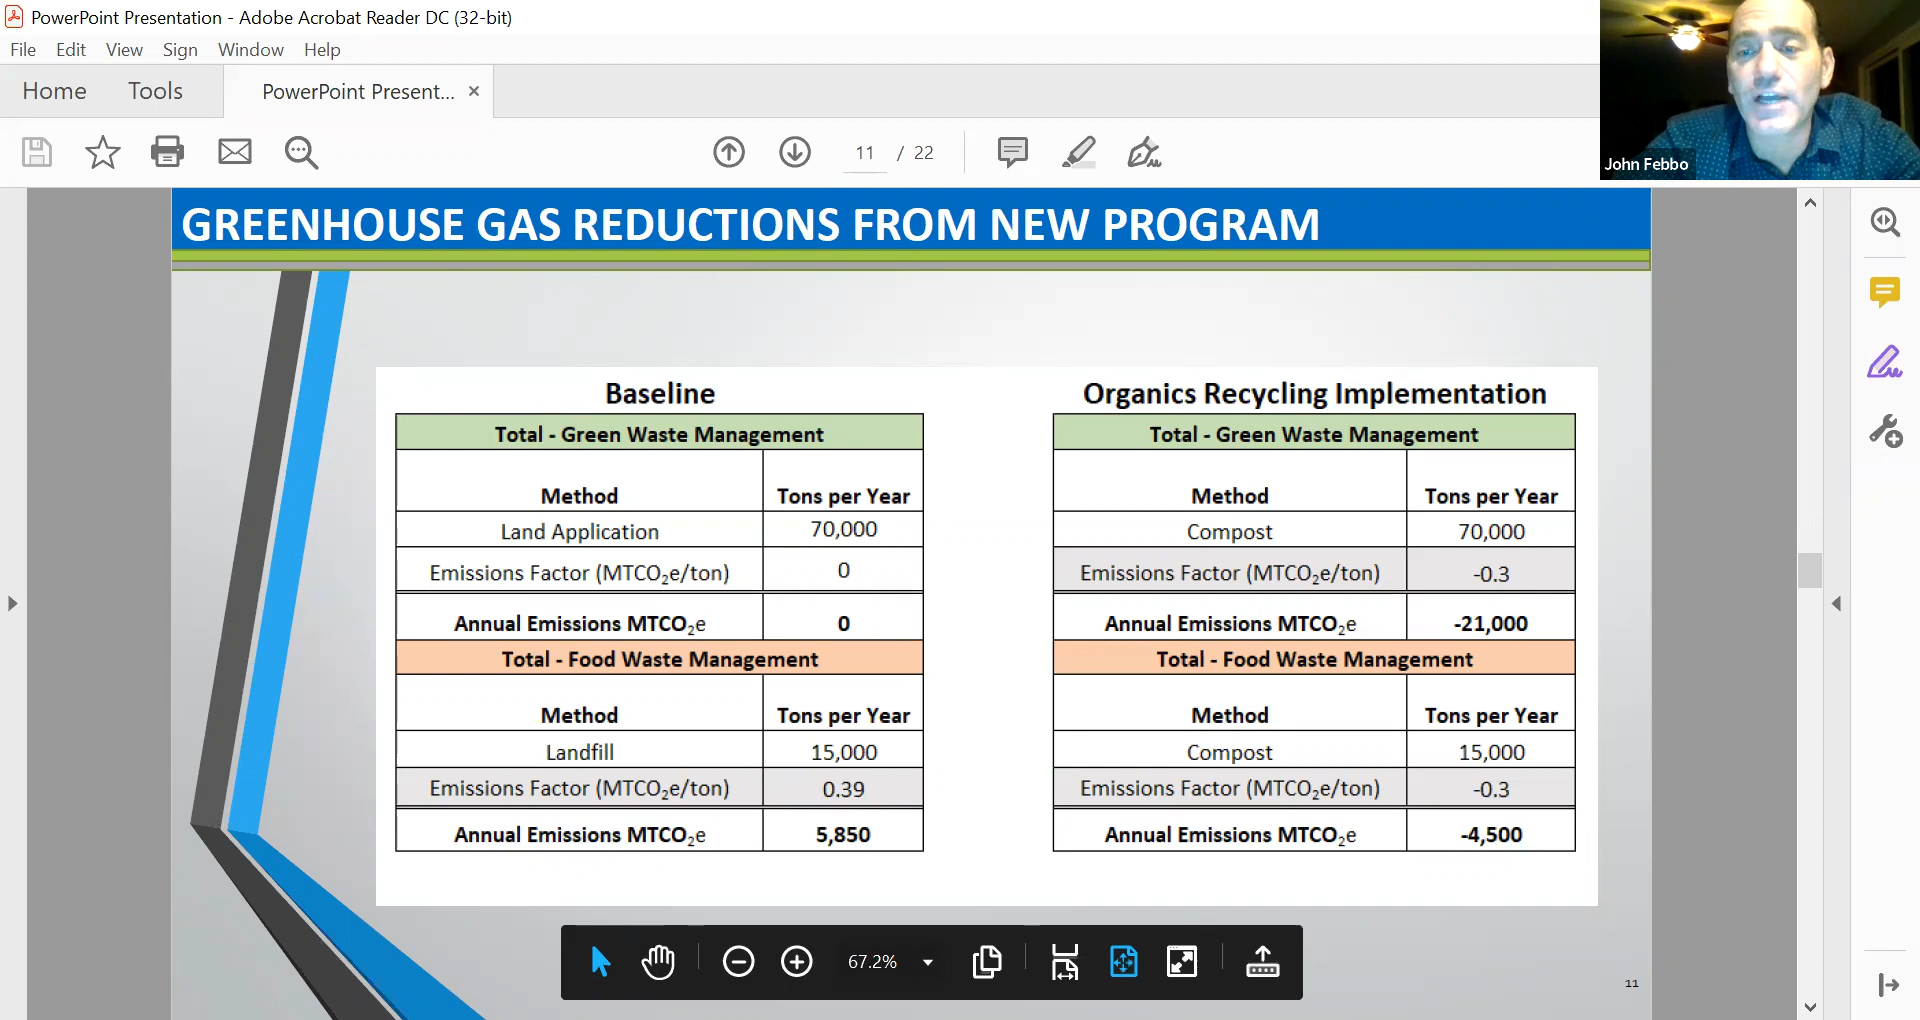 PowerPoint Presentation - Adobe Acrobat Reader DC (32-bit)
File Edit View Sign Window Help
Home Tools PowerPoint Present... ×
11 / 22
John Febbo
GREENHOUSE GAS REDUCTIONS FROM NEW PROGRAM
Baseline
Total - Green Waste Management
Method Tons per Year
Land Application 70,000
Emissions Factor (MTCO₂e/ton) 0
Annual Emissions MTCO₂e 0
Total - Food Waste Management
Method Tons per Year
Landfill 15,000
Emissions Factor (MTCO₂e/ton) 0.39
Annual Emissions MTCO₂e 5,850
Organics Recycling Implementation
Total - Green Waste Management
Method Tons per Year
Compost 70,000
Emissions Factor (MTCO₂e/ton) -0.3
Annual Emissions MTCO₂e -21,000
Total - Food Waste Management
Method Tons per Year
Compost 15,000
Emissions Factor (MTCO₂e/ton) -0.3
Annual Emissions MTCO₂e -4,500
67.2%
11